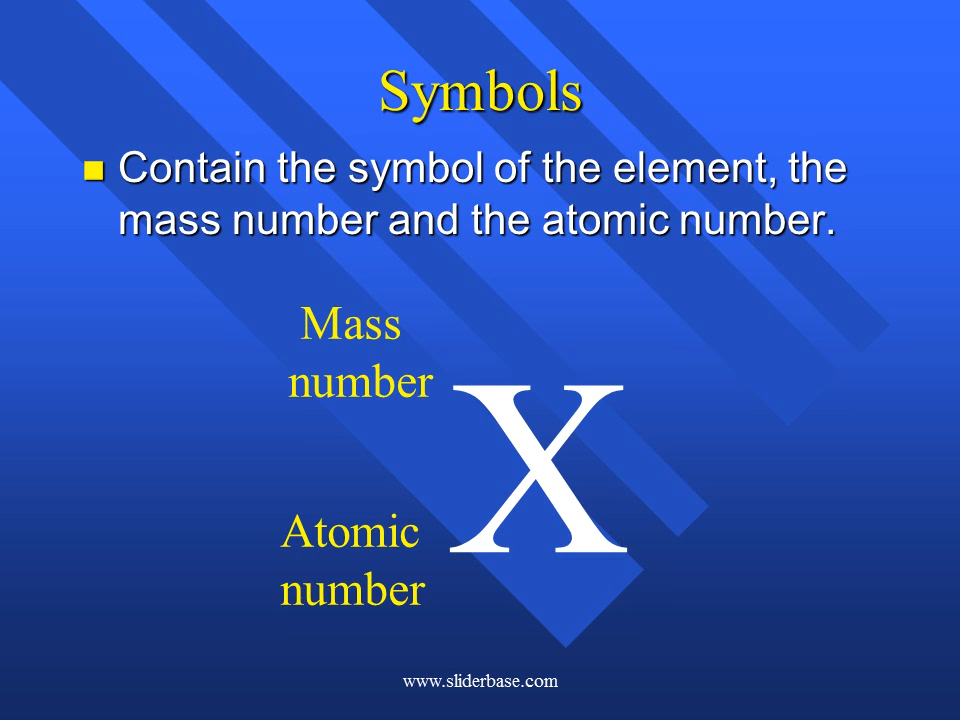 Symbols
Contain the symbol of the element, the
mass number and the atomic number.
Mass
number
X
Atomic
number
www.sliderbase.com